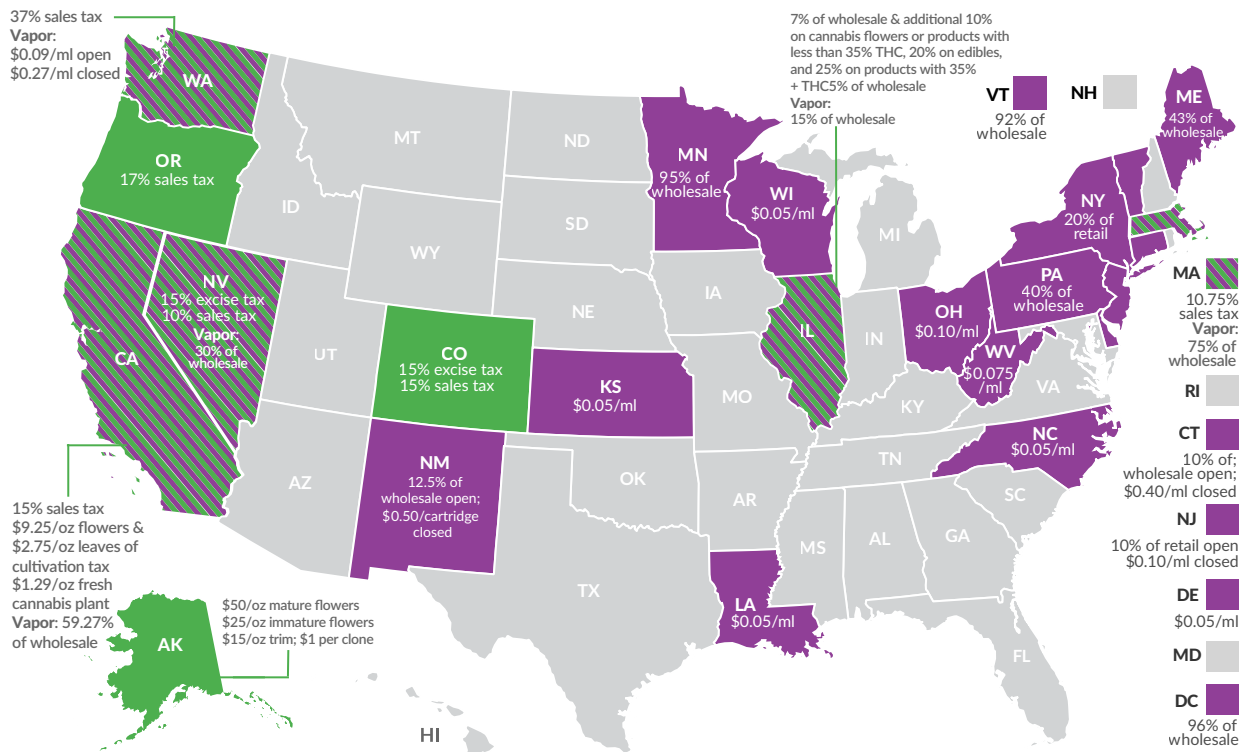 37% sales tax
Vapor:
$0.09/ml open
$0.27/ml closed
WA
7% of wholesale & additional 10%
on cannabis flowers or products with
less than 35% THC, 20% on edibles,
and 25% on products with 35%
+ THC5% of wholesale
Vapor:
15% of wholesale
VT
92% of
wholesale
NH
ME
43% of
wholesale
OR
17% sales tax
MT
ND
MN
95% of
wholesale
WI
$0.05/ml
NY
20% of
retail
ID
SD
MI
WY
PA
40% of
wholesale
MA
10.75%
sales tax
Vapor:
75% of
wholesale
NV
15% excise tax
10% sales tax
Vapor:
30% of
wholesale
NE
IA
IL
IN
OH
$0.10/ml
WV
$0.075
/ml
CA
UT
CO
15% excise tax
15% sales tax
KS
$0.05/ml
MO
KY
VA
RI
CT
10% of;
wholesale open;
$0.40/ml closed
NC
$0.05/ml
TN
AZ
NM
12.5% of
wholesale open;
$0.50/cartridge
closed
OK
AR
SC
NJ
10% of retail open
$0.10/ml closed
MS
AL
GA
15% sales tax
$9.25/oz flowers &
$2.75/oz leaves of
cultivation tax
$1.29/oz fresh
cannabis plant
Vapor: 59.27%
of wholesale
TX
LA
$0.05/ml
DE
$0.05/ml
AK
$50/oz mature flowers
$25/oz immature flowers
$15/oz trim; $1 per clone
FL
MD
HI
DC
96% of
wholesale